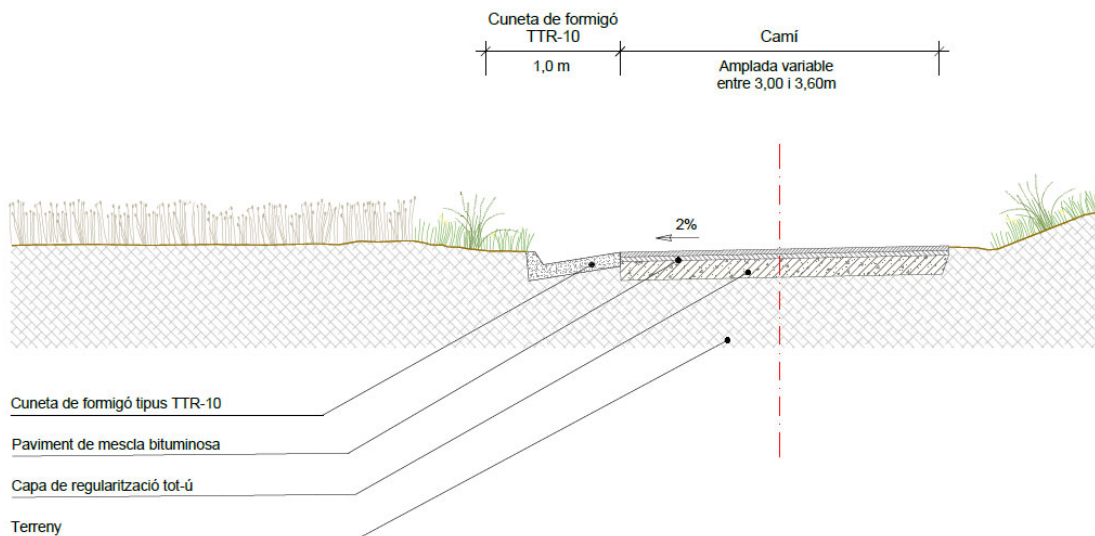 Cuneta de formigó
TTR-10
Camí
1,0 m
Amplada variable
entre 3,00 i 3,60m
2%
Cuneta de formigó tipus TTR-10
Paviment de mescla bituminosa
Capa de regularització tot-ú
Terreny